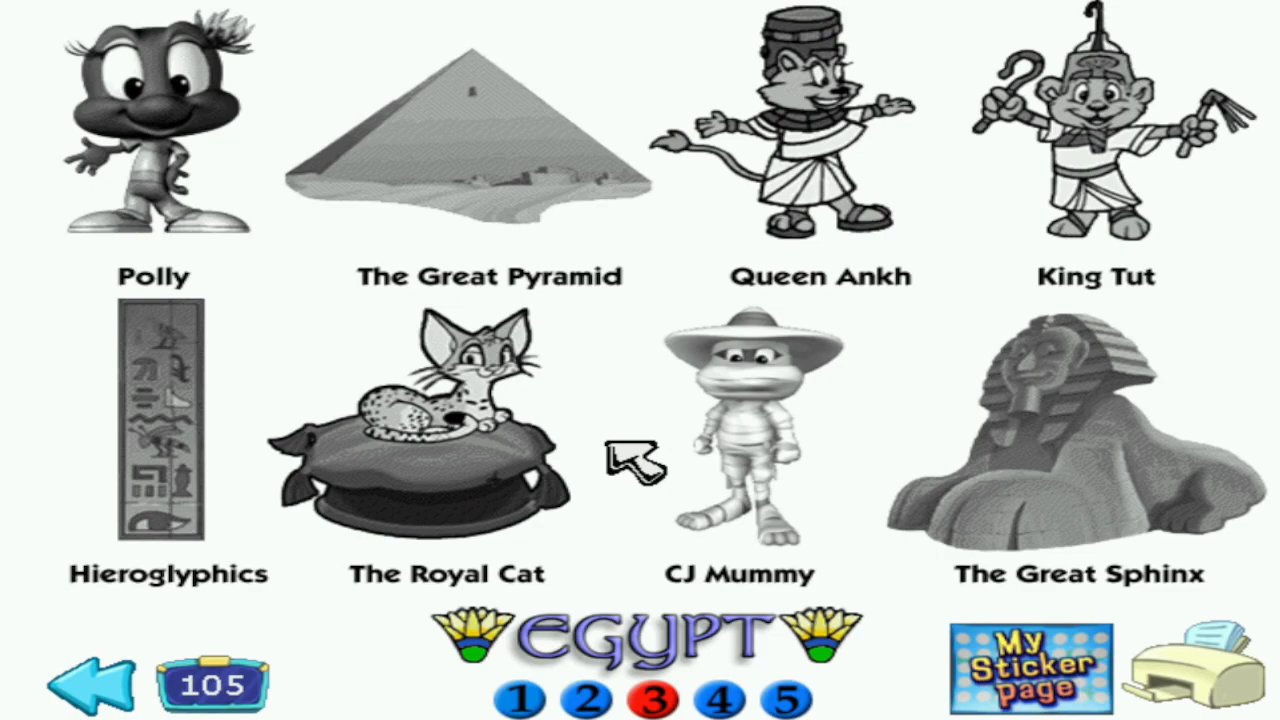 Polly
The Great Pyramid
Queen Ankh
King Tut
Hieroglyphics
The Royal Cat
CJ Mummy
The Great Sphinx
EGYPT
105
1 2 3 4 5
My
Sticker
page